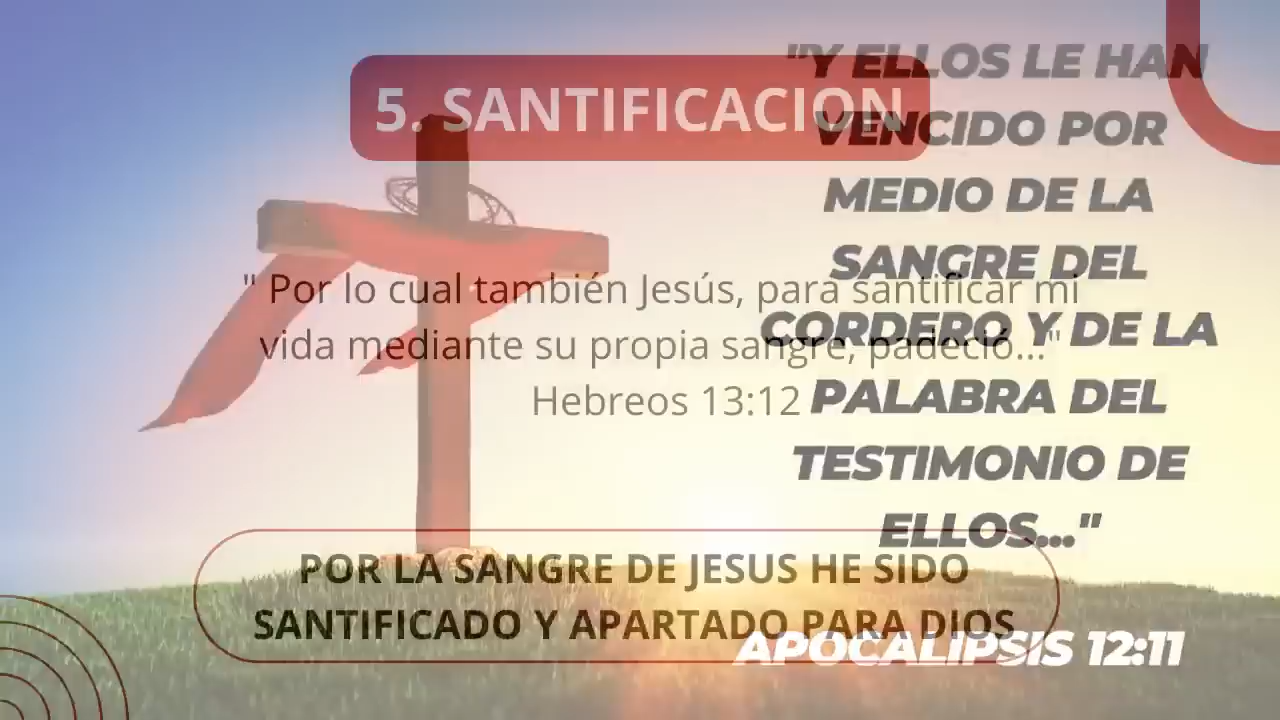 5. SANTIFICACION
" Por lo cual también Jesús, para santificar mi
vida mediante su propia sangre, padeció..."
Hebreos 13:12
POR LA SANGRE DE JESUS HE SIDO
SANTIFICADO Y APARTADO PARA DIOS
"Y ELLOS LE HAN
VENCIDO POR
MEDIO DE LA
SANGRE DEL
CORDERO Y DE LA
PALABRA DEL
TESTIMONIO DE
ELLOS..."
APOCALIPSIS 12:11